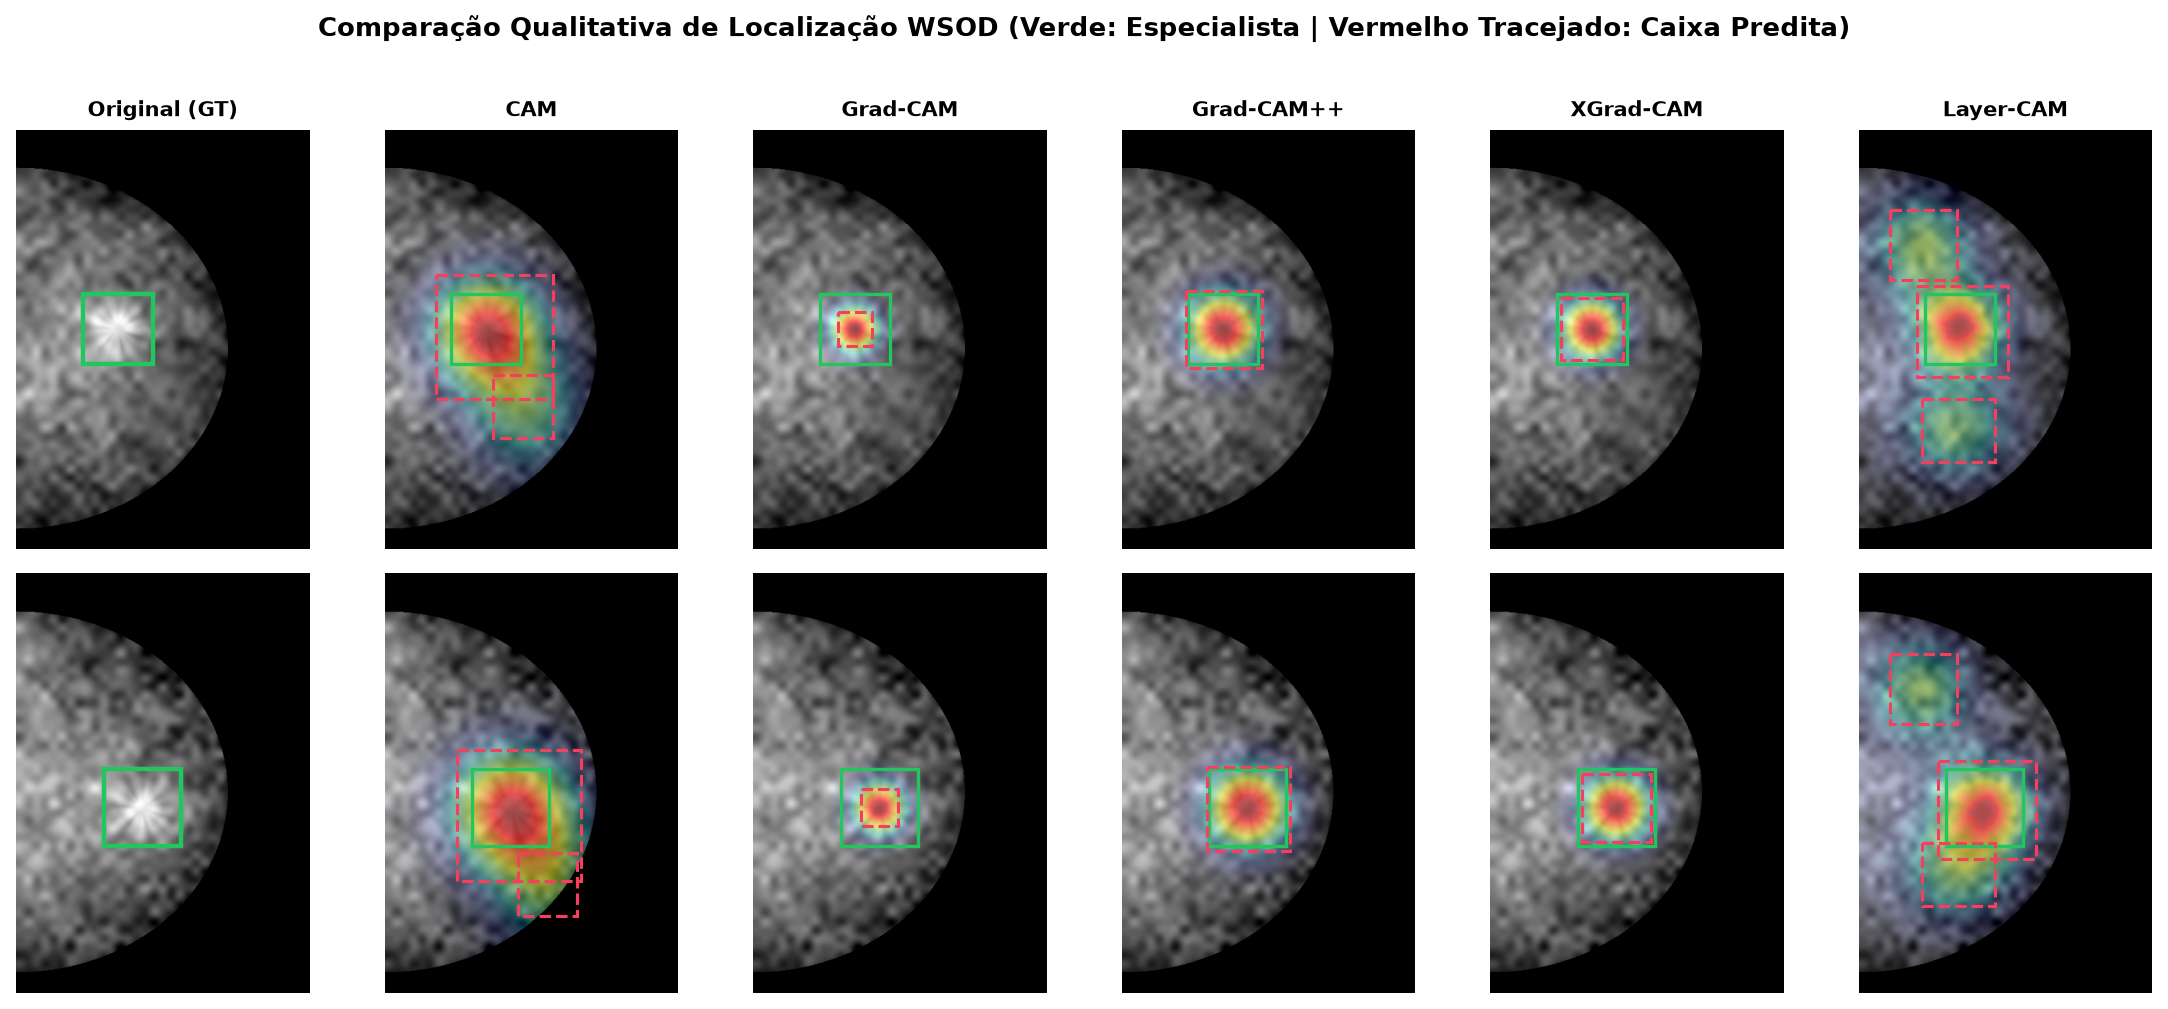 Comparação Qualitativa de Localização WSOD (Verde: Especialista | Vermelho Tracejado: Caixa Predita)
Original (GT)
CAM
Grad-CAM
Grad-CAM++
XGrad-CAM
Layer-CAM